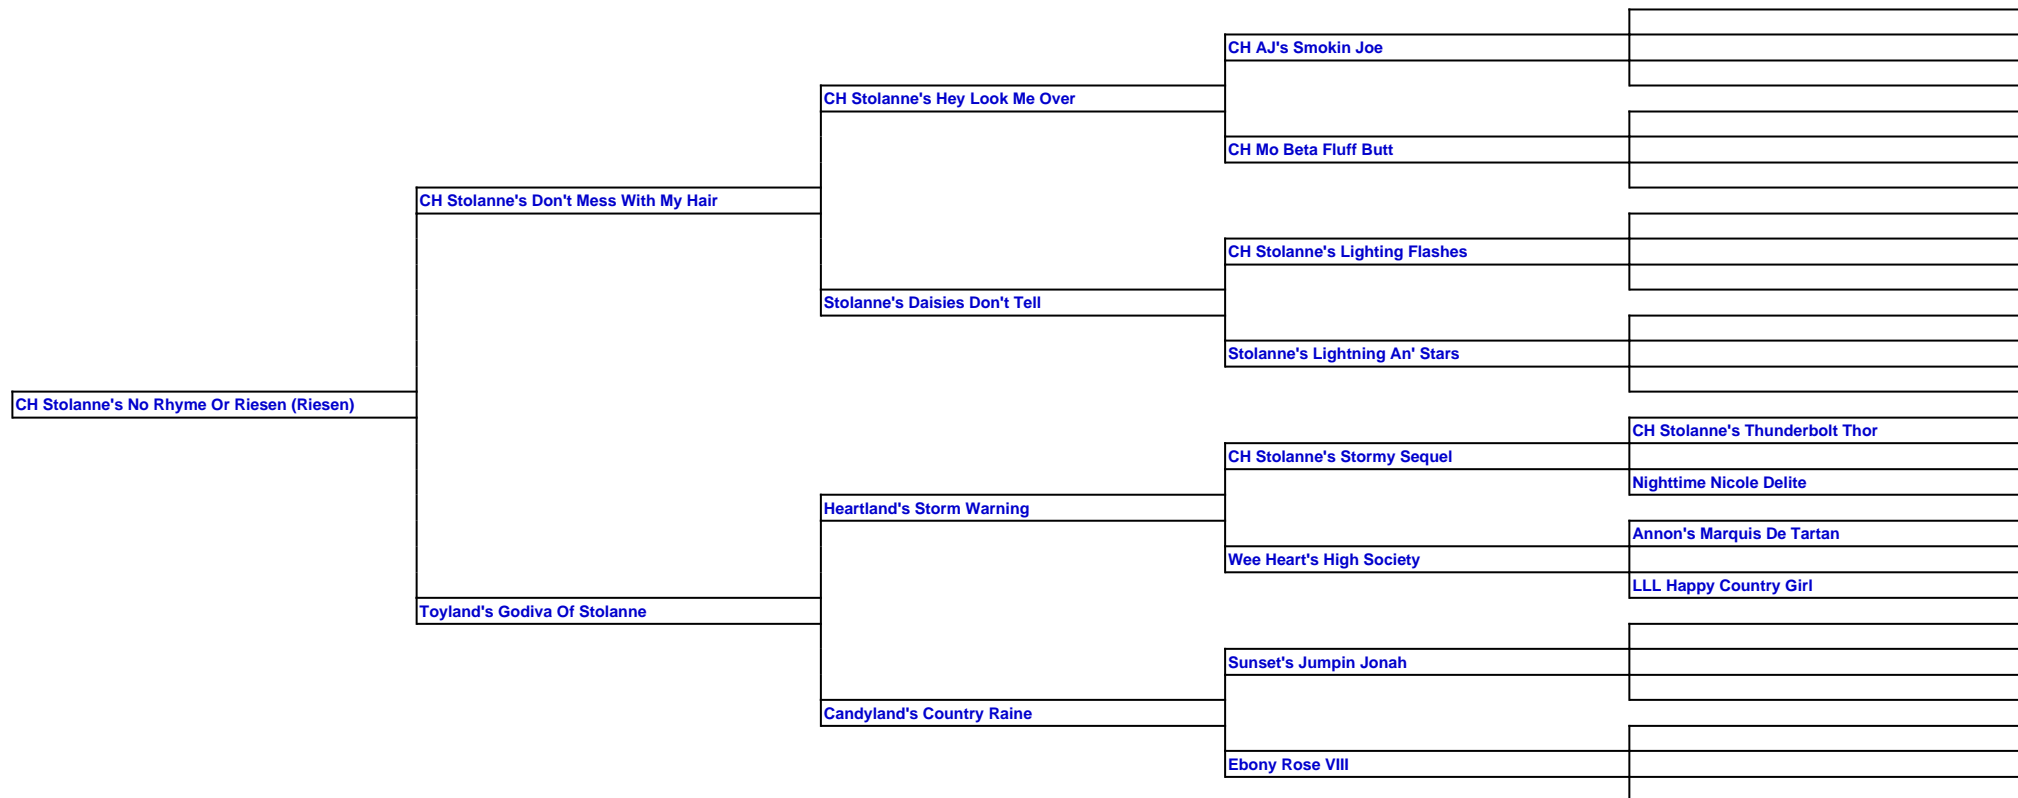 CH AJ's Smokin Joe
CH Stolanne's Hey Look Me Over
CH Mo Beta Fluff Butt
CH Stolanne's Don't Mess With My Hair
CH Stolanne's Lighting Flashes
Stolanne's Daisies Don't Tell
Stolanne's Lightning An' Stars
CH Stolanne's No Rhyme Or Riesen (Riesen)
CH Stolanne's Thunderbolt Thor
CH Stolanne's Stormy Sequel
Nighttime Nicole Delite
Heartland's Storm Warning
Annon's Marquis De Tartan
Wee Heart's High Society
LLL Happy Country Girl
Toyland's Godiva Of Stolanne
Sunset's Jumpin Jonah
Candyland's Country Raine
Ebony Rose VIII